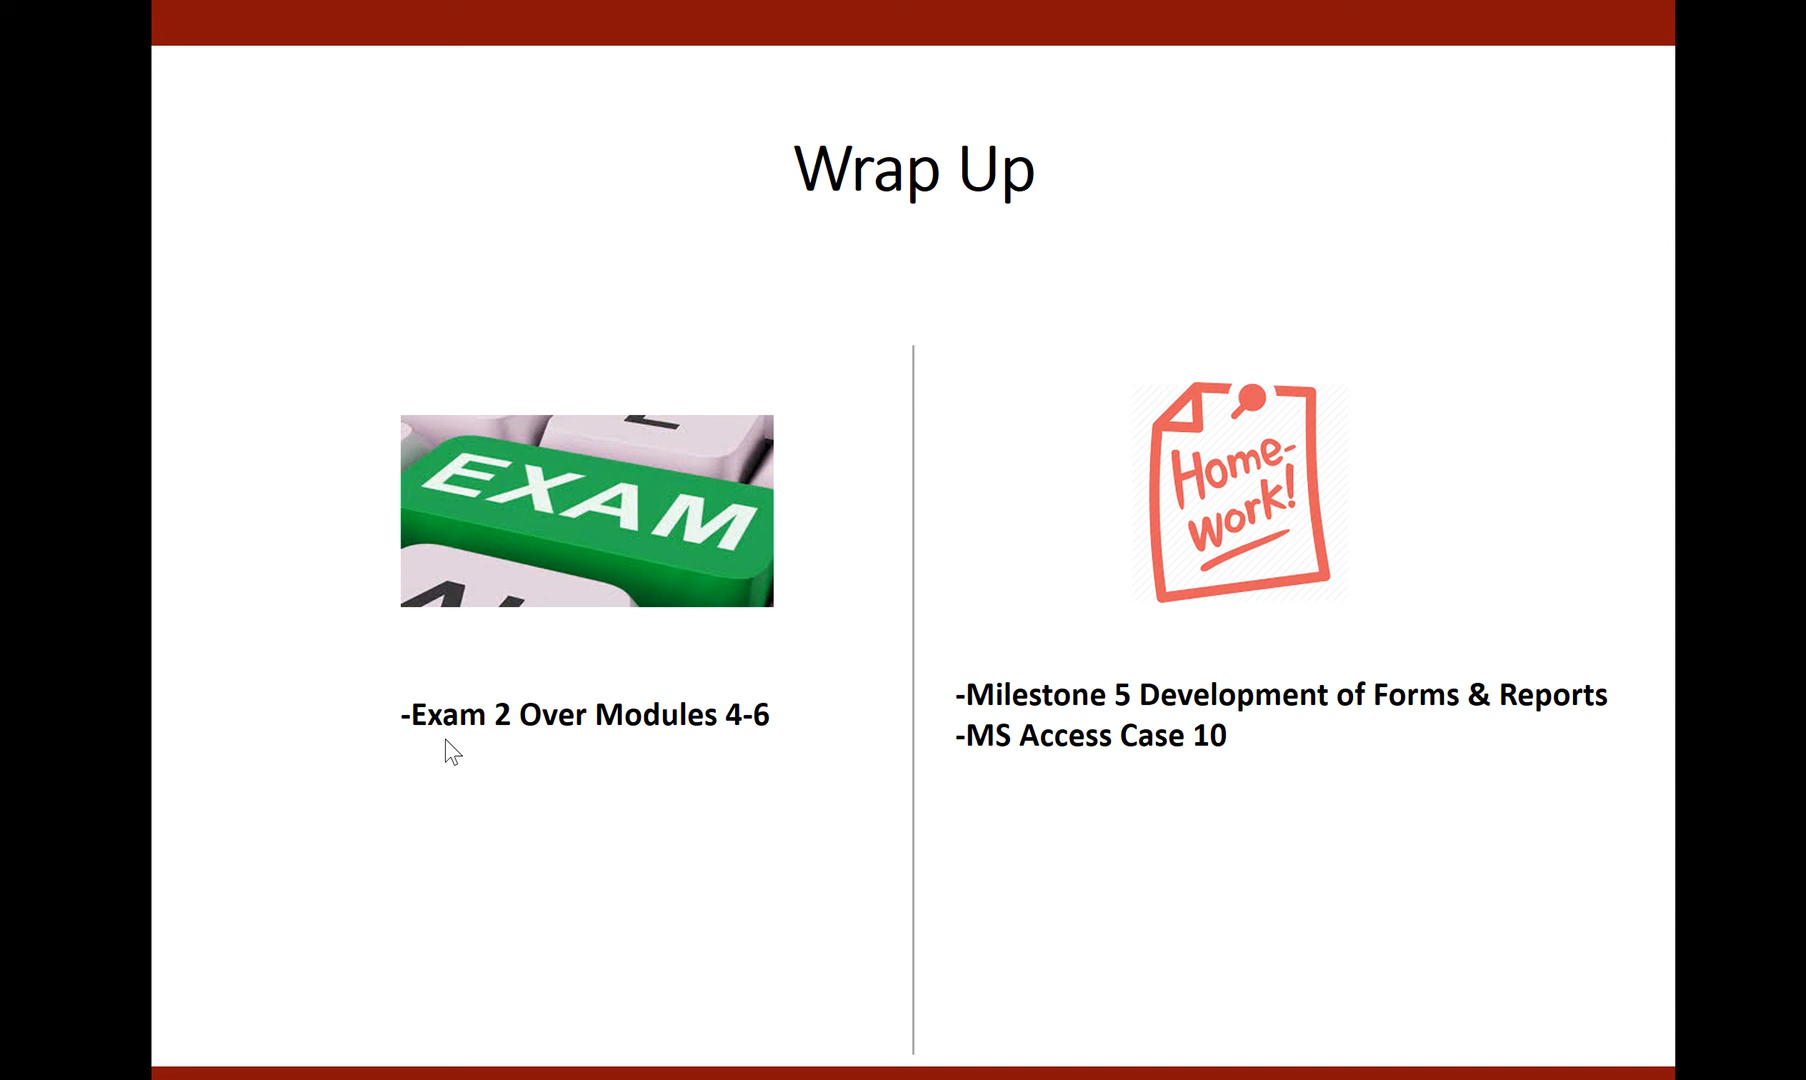 Wrap Up
EXAM
-Exam 2 Over Modules 4-6
Home-
work!
-Milestone 5 Development of Forms & Reports
-MS Access Case 10